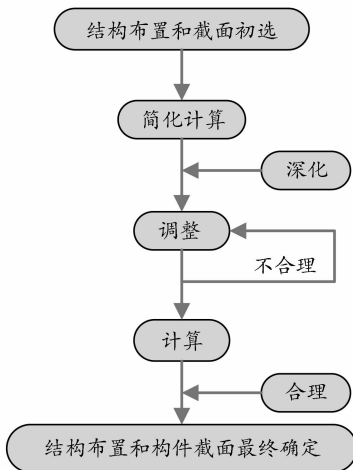 结构布置和截面初选
简化计算
深化
调整
不合理
计算
合理
结构布置和构件截面最终确定